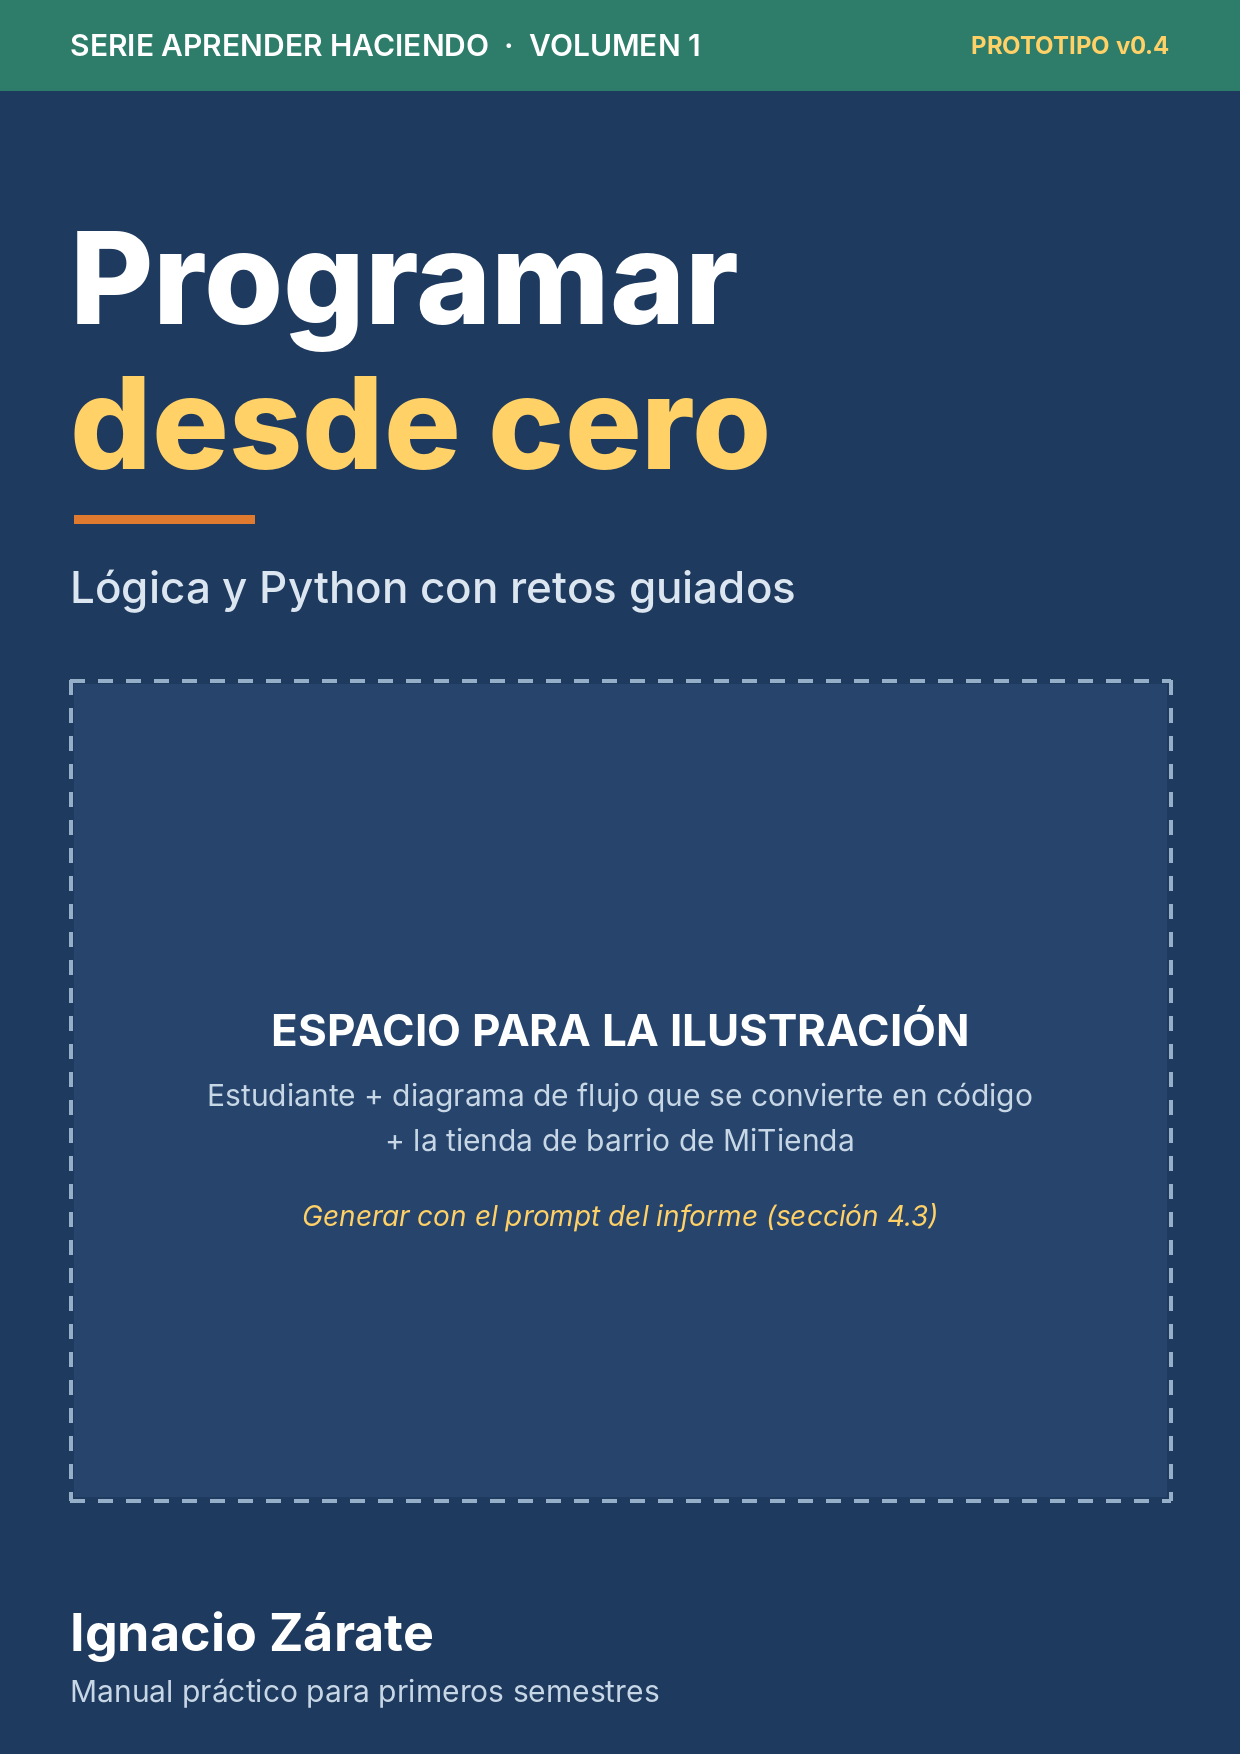 SERIE APRENDER HACIENDO · VOLUMEN 1
PROTOTIPO v0.4
Programar
desde cero
Lógica y Python con retos guiados
ESPACIO PARA LA ILUSTRACIÓN
Estudiante + diagrama de flujo que se convierte en código
+ la tienda de barrio de MiTienda
Generar con el prompt del informe (sección 4.3)
Ignacio Zárate
Manual práctico para primeros semestres